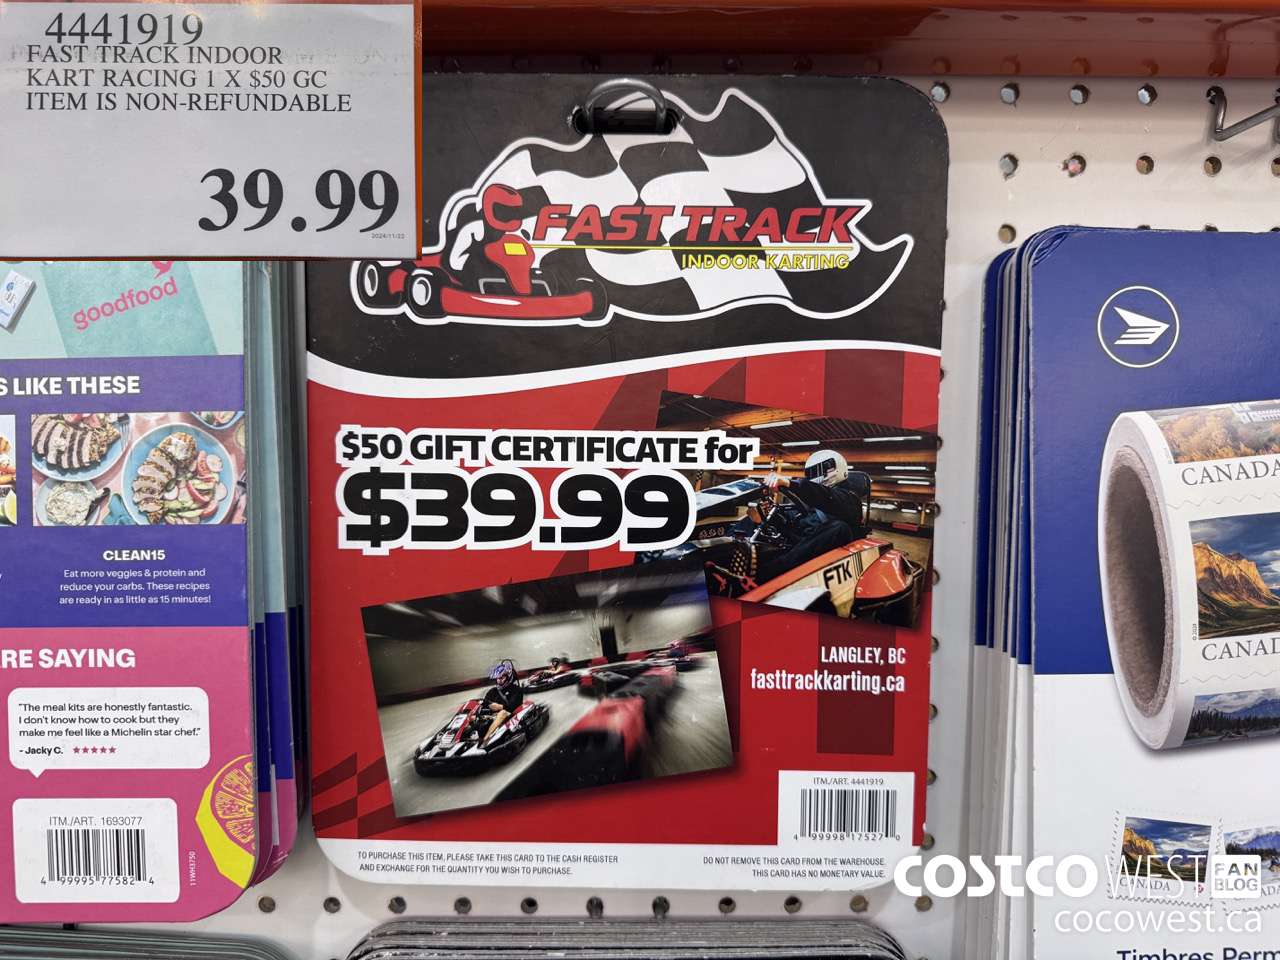 4441919
FAST TRACK INDOOR
KART RACING 1 X $50 GC
ITEM IS NON-REFUNDABLE
39.99
2024/11/22
FAST TRACK
INDOOR KARTING
$50 GIFT CERTIFICATE for
$39.99
FTK
LANGLEY, BC
fasttrackkarting.ca
ITM./ART. 4441919
4 99998 17527 0
TO PURCHASE THIS ITEM, PLEASE TAKE THIS CARD TO THE CASH REGISTER
AND EXCHANGE FOR THE QUANTITY YOU WISH TO PURCHASE.
DO NOT REMOVE THIS CARD FROM THE WAREHOUSE.
THIS CARD HAS NO MONETARY VALUE.
goodfood
S LIKE THESE
CLEAN15
Eat more veggies & protein and
reduce your carbs. These recipes
are ready in as little as 15 minutes!
RE SAYING
"The meal kits are honestly fantastic.
I don't know how to cook but they
make me feel like a Michelin star chef."
- Jacky C. ★★★★★
ITM./ART. 1693077
4 99995 77582 4
11WH3750
CANADA
CANADA
CANADA
Timbres Perm
COSTCO WEST FAN BLOG
cocowest.ca